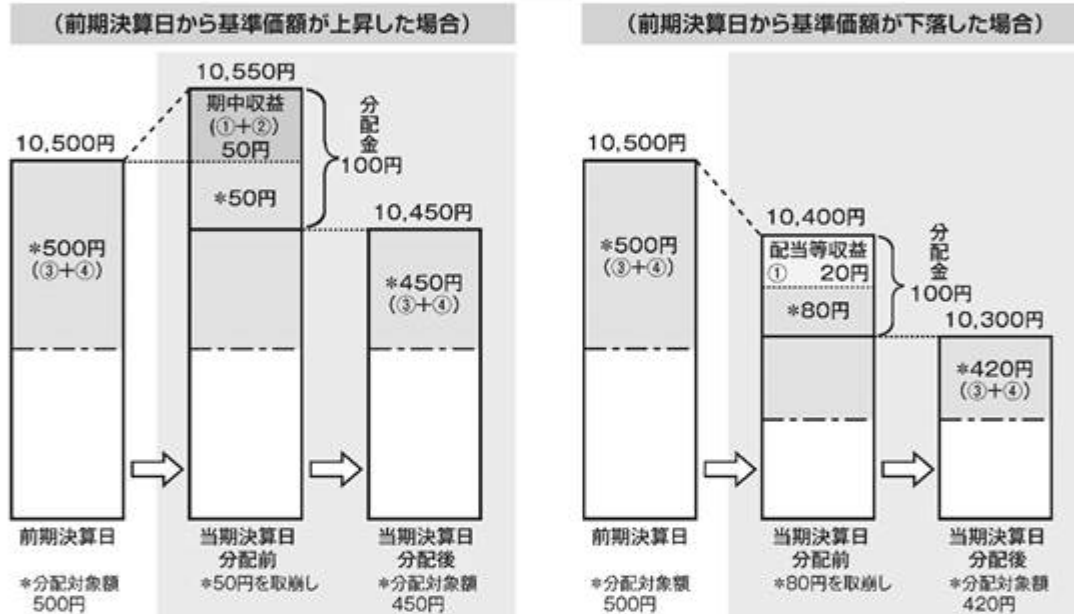 （前期決算日から基準価額が上昇した場合）
10,550円
期中収益
(①＋②)
50円
＊50円
分配金
100円
10,500円
＊500円
(③＋④)
10,450円
＊450円
(③＋④)
前期決算日
当期決算日
分配前
当期決算日
分配後
＊分配対象額
500円
＊50円を取崩し
＊分配対象額
450円
（前期決算日から基準価額が下落した場合）
10,500円
＊500円
(③＋④)
10,400円
配当等収益
① 20円
＊80円
分配金
100円
10,300円
＊420円
(③＋④)
前期決算日
当期決算日
分配前
当期決算日
分配後
＊分配対象額
500円
＊80円を取崩し
＊分配対象額
420円